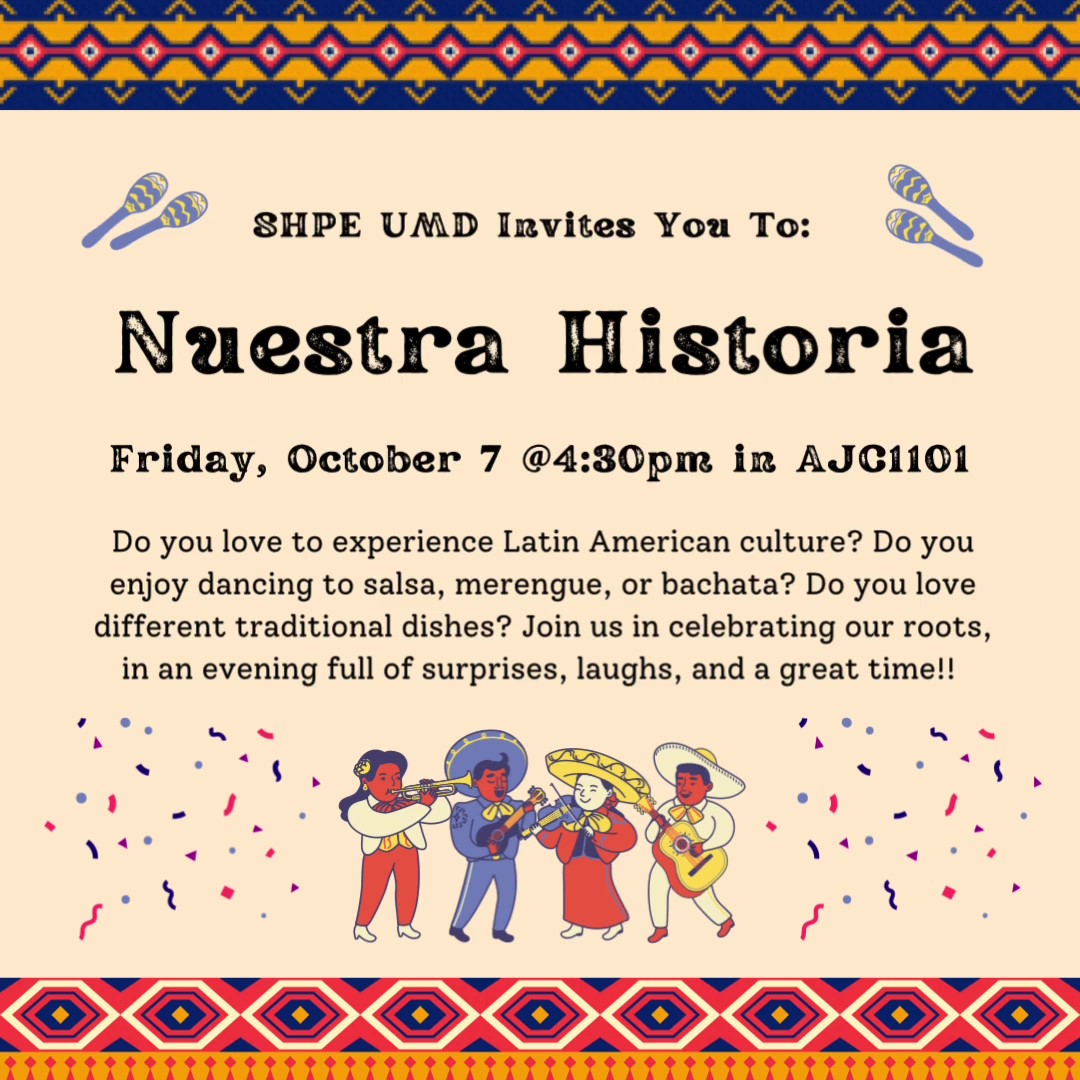 SHPE UMD Invites You To:
Nuestra Historia
Friday, October 7 @4:30pm in AJC1101
Do you love to experience Latin American culture? Do you
enjoy dancing to salsa, merengue, or bachata? Do you love
different traditional dishes? Join us in celebrating our roots,
in an evening full of surprises, laughs, and a great time!!